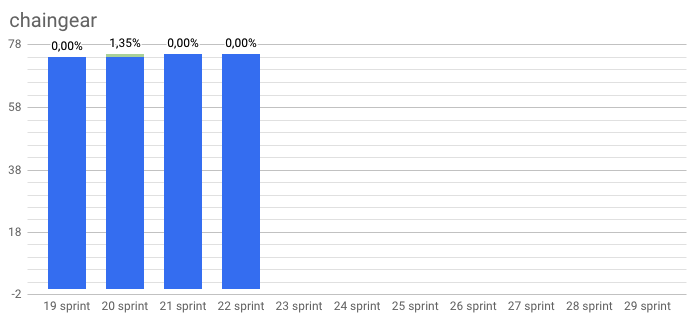 chaingear
78
0,00%
1,35%
0,00%
0,00%
58
38
18
-2
19 sprint
20 sprint
21 sprint
22 sprint
23 sprint
24 sprint
25 sprint
26 sprint
27 sprint
28 sprint
29 sprint